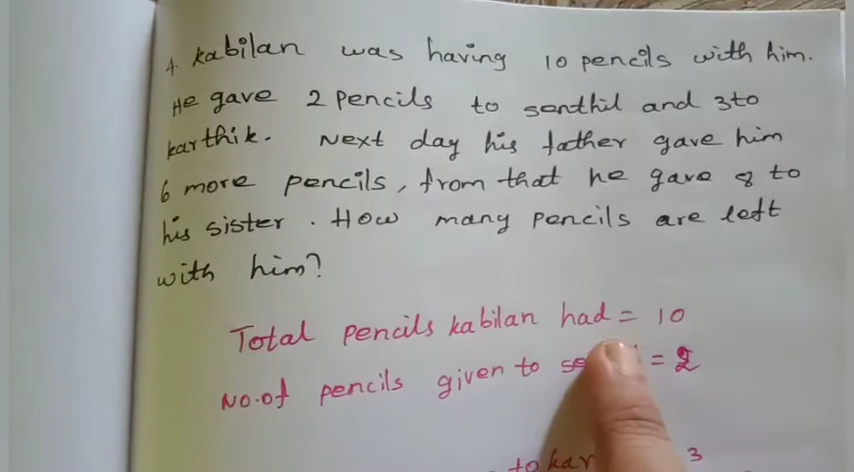 4. Kabilan was having 10 pencils with him.
He gave 2 pencils to senthil and 3 to
karthik. Next day his father gave him
6 more pencils, from that he gave 8 to
his sister. How many pencils are left
with him?
Total pencils kabilan had = 10
No. of pencils given to = 2
to kar 3